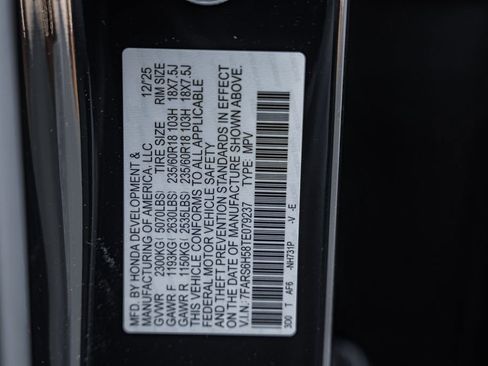 MFD. BY HONDA DEVELOPMENT &
MANUFACTURING OF AMERICA, LLC 12/25
GVWR 2300KG( 5070LBS) TIRE SIZE RIM SIZE
GAWR F 1193KG( 2630LBS) 235/60R18 103H 18X7.5J
GAWR R 1150KG( 2535LBS) 235/60R18 103H 18X7.5J
THIS VEHICLE CONFORMS TO ALL APPLICABLE
FEDERAL MOTOR VEHICLE SAFETY
AND THEFT PREVENTION STANDARDS IN EFFECT
ON THE DATE OF MANUFACTURE SHOWN ABOVE.
V.I.N.: 7FARS6H58TE079237 TYPE: MPV
3D0 T AF6 -NH731P -V -E